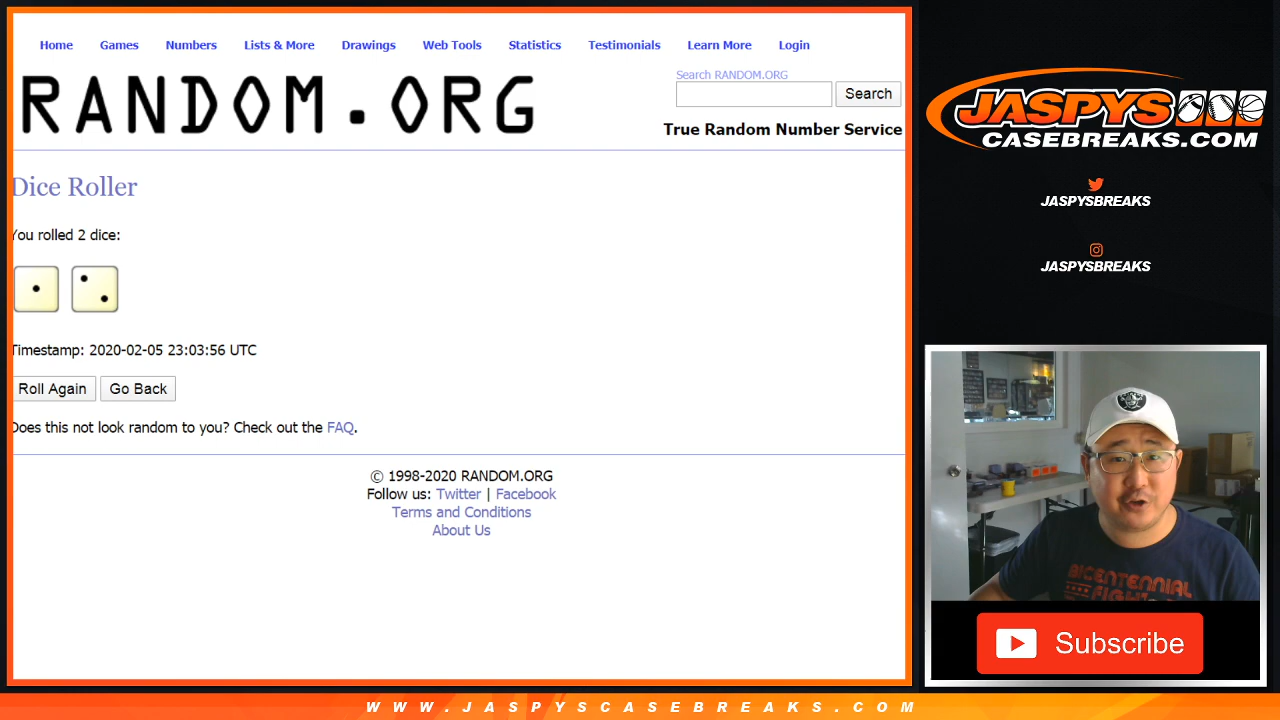 Home Games Numbers Lists & More Drawings Web Tools Statistics Testimonials Learn More Login
RANDOM.ORG
Search RANDOM.ORG
Search
True Random Number Service
Dice Roller
You rolled 2 dice:
Timestamp: 2020-02-05 23:03:56 UTC
Roll Again Go Back
Does this not look random to you? Check out the FAQ.
© 1998-2020 RANDOM.ORG
Follow us: Twitter | Facebook
Terms and Conditions
About Us
JASPYS
CASEBREAKS.COM
JASPYSBREAKS
JASPYSBREAKS
BICENTENNIAL
Subscribe
WWW.JASPYSCASEBREAKS.COM